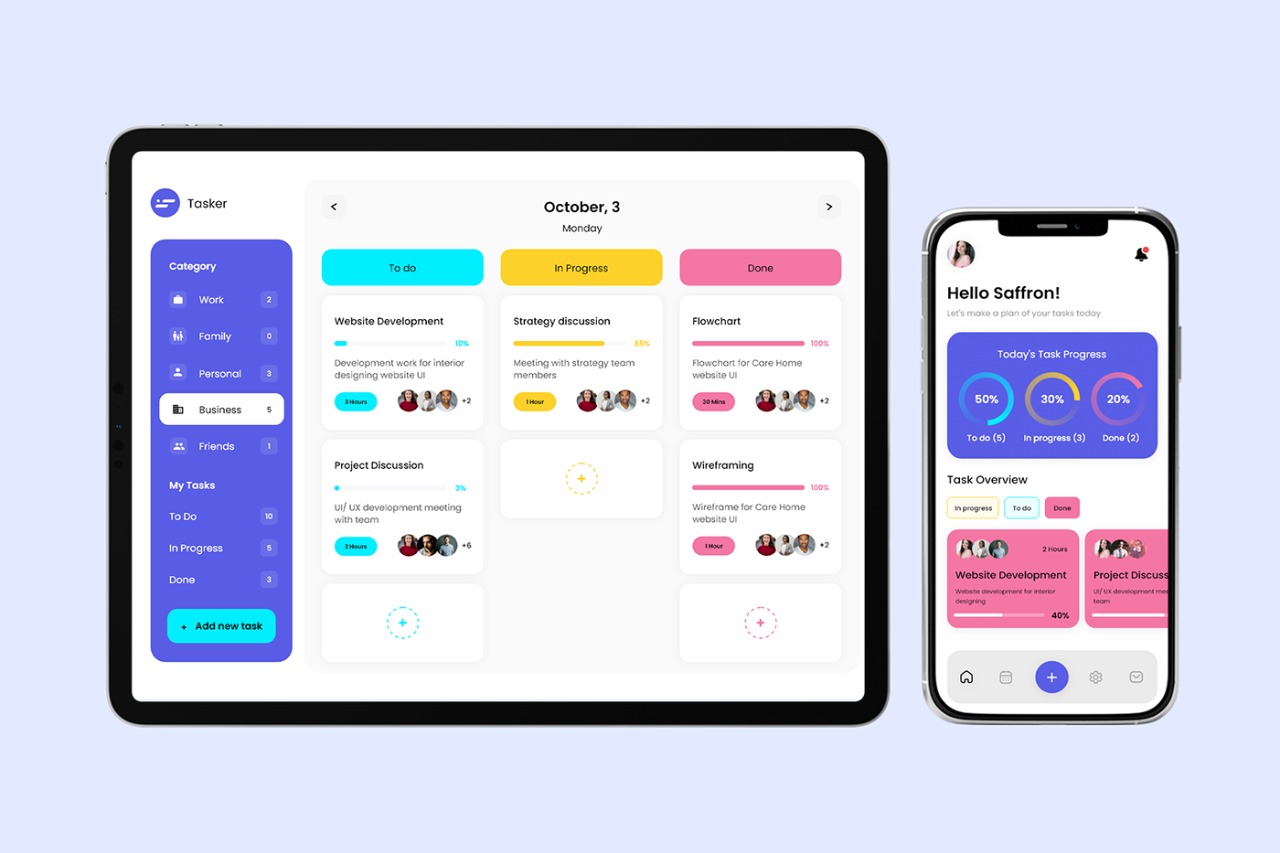 Tasker
Category
Work 2
Family 0
Personal 3
Business 5
Friends 1
My Tasks
To Do 10
In Progress 5
Done 3
+ Add new task
< October, 3 >
Monday
To do
Website Development
10%
Development work for interior
designing website UI
3 Hours +2
Project Discussion
3%
UI/ UX development meeting
with team
2 Hours +6
+
In Progress
Strategy discussion
85%
Meeting with strategy team
members
1 Hour +2
+
Done
Flowchart
100%
Flowchart for Care Home
website UI
30 Mins +2
Wireframing
100%
Wireframe for Care Home
website UI
1 Hour +2
+
Hello Saffron!
Let's make a plan of your tasks today
Today's Task Progress
50% 30% 20%
To do (5) In progress (3) Done (2)
Task Overview
In progress To do Done
2 Hours
Website Development
Website development for interior
designing
40%
+3
Project Discuss
UI/ UX development mee
team
+